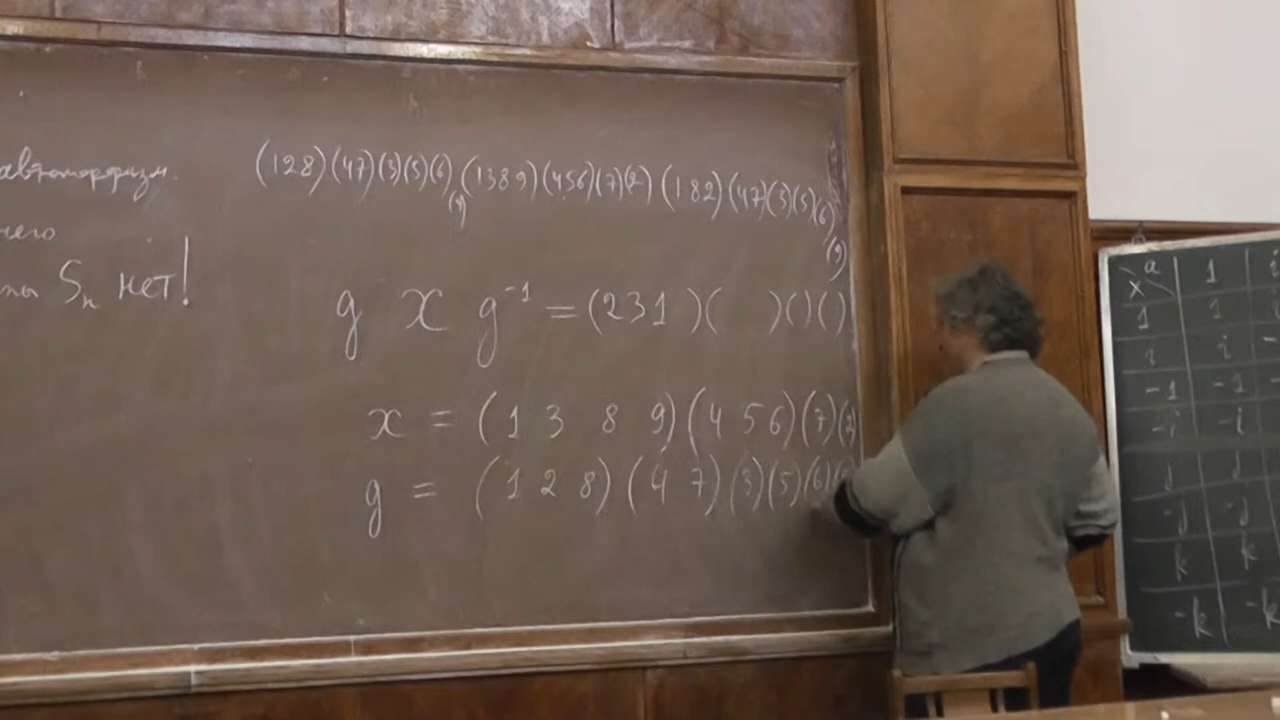 автоморфизм.
S_n нет!
(128)(47)(3)(5)(6)(9)(1389)(456)(7)(2)(182)(47)(3)(5)(6)(9)
g x g⁻¹ = (231 )( )( )( )
x = (1 3 8 9)(4 5 6)(7)(2)
g = (1 2 8)(4 7)(3)(5)(6)
x a 1 i
1 1 i
i i -
-1 -1 -
-i -i
j j
-j -j
k k
-k -k